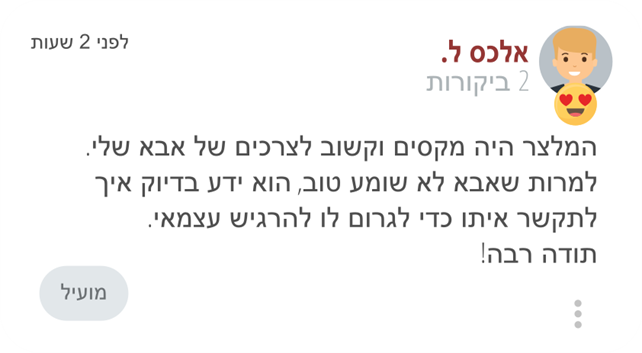 אלכס ל.
2 ביקורות
לפני 2 שעות
המלצר היה מקסים וקשוב לצרכים של אבא שלי.
למרות שאבא לא שומע טוב, הוא ידע בדיוק איך
לתקשר איתו כדי לגרום לו להרגיש עצמאי.
תודה רבה!
מועיל